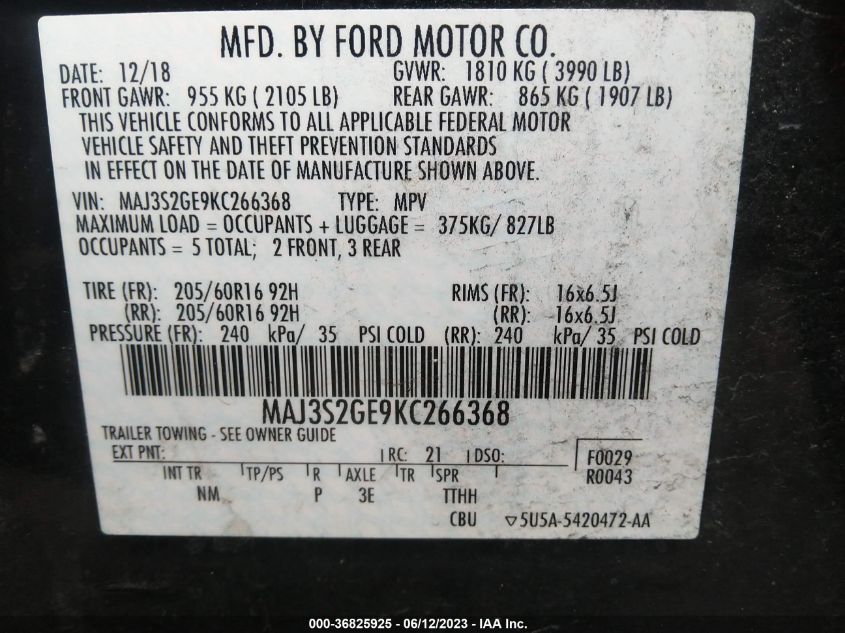 MFD. BY FORD MOTOR CO.
DATE: 12/18 GVWR: 1810 KG ( 3990 LB)
FRONT GAWR: 955 KG ( 2105 LB) REAR GAWR: 865 KG ( 1907 LB)
THIS VEHICLE CONFORMS TO ALL APPLICABLE FEDERAL MOTOR
VEHICLE SAFETY AND THEFT PREVENTION STANDARDS
IN EFFECT ON THE DATE OF MANUFACTURE SHOWN ABOVE.
VIN: MAJ3S2GE9KC266368 TYPE: MPV
MAXIMUM LOAD = OCCUPANTS + LUGGAGE = 375KG/ 827LB
OCCUPANTS = 5 TOTAL; 2 FRONT, 3 REAR
TIRE (FR): 205/60R16 92H RIMS (FR): 16x6.5J
(RR): 205/60R16 92H (RR): 16x6.5J
PRESSURE (FR): 240 kPa/ 35 PSI COLD (RR): 240 kPa/ 35 PSI COLD
MAJ3S2GE9KC266368
TRAILER TOWING - SEE OWNER GUIDE
EXT PNT: RC: 21 DSO: F0029
INT TR TP/PS R AXLE TR SPR R0043
NM P 3E TTHH
CBU ▽5U5A-5420472-AA
000-36825925 - 06/12/2023 - IAA Inc.